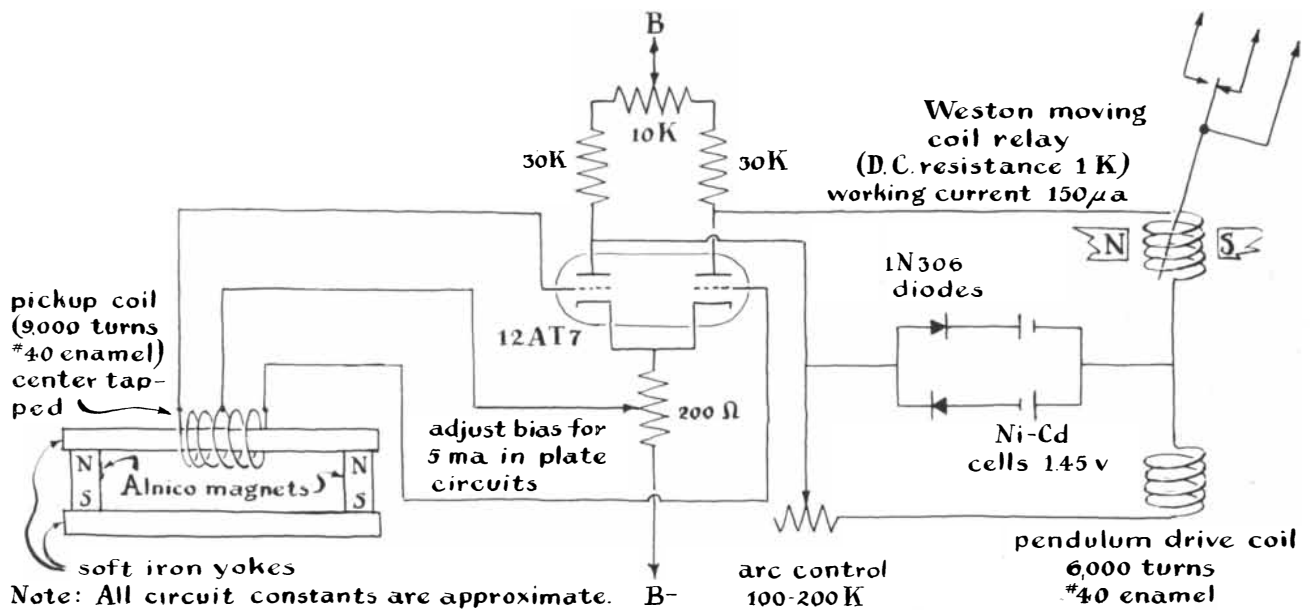 B
10K
30K
30K
Weston moving
coil relay
(D.C. resistance 1 K)
working current 150µa
N
S
1N306
diodes
pickup coil
(9,000 turns
#40 enamel)
center tap-
ped
12AT7
200 Ω
adjust bias for
5 ma in plate
circuits
Ni-Cd
cells 1.45 v
N
S
Alnico magnets
N
S
soft iron yokes
pendulum drive coil
6,000 turns
#40 enamel
arc control
100-200 K
B-
Note: All circuit constants are approximate.